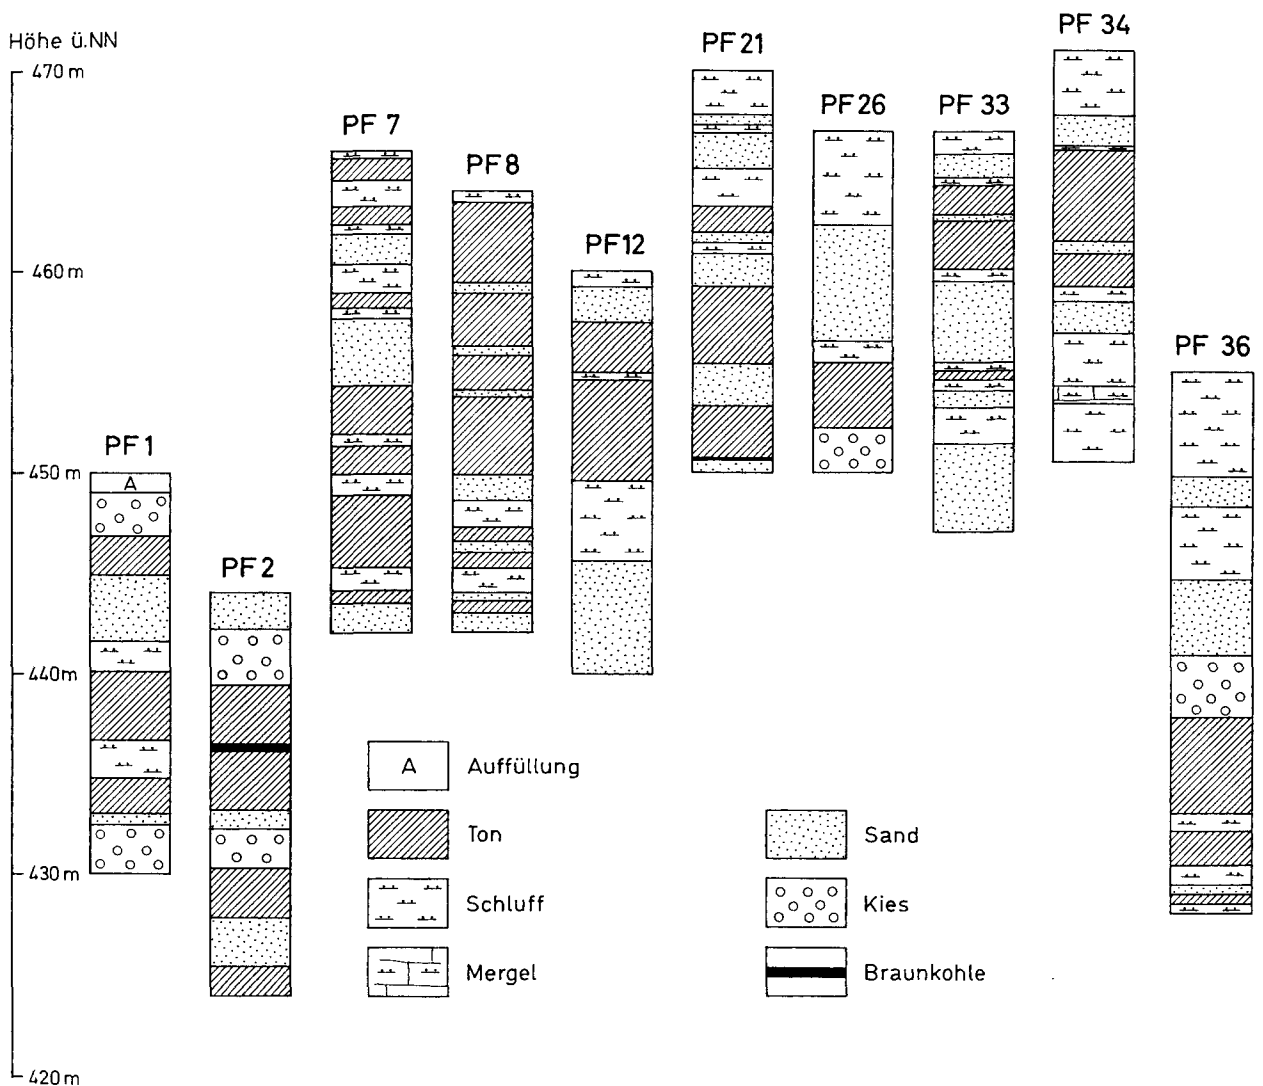 Höhe ü.NN
470 m
460 m
450 m
440 m
430 m
420 m
PF 1
A
PF 2
PF 7
PF 8
PF 12
PF 21
PF 26
PF 33
PF 34
PF 36
A Auffüllung
Ton
Schluff
Mergel
Sand
Kies
Braunkohle